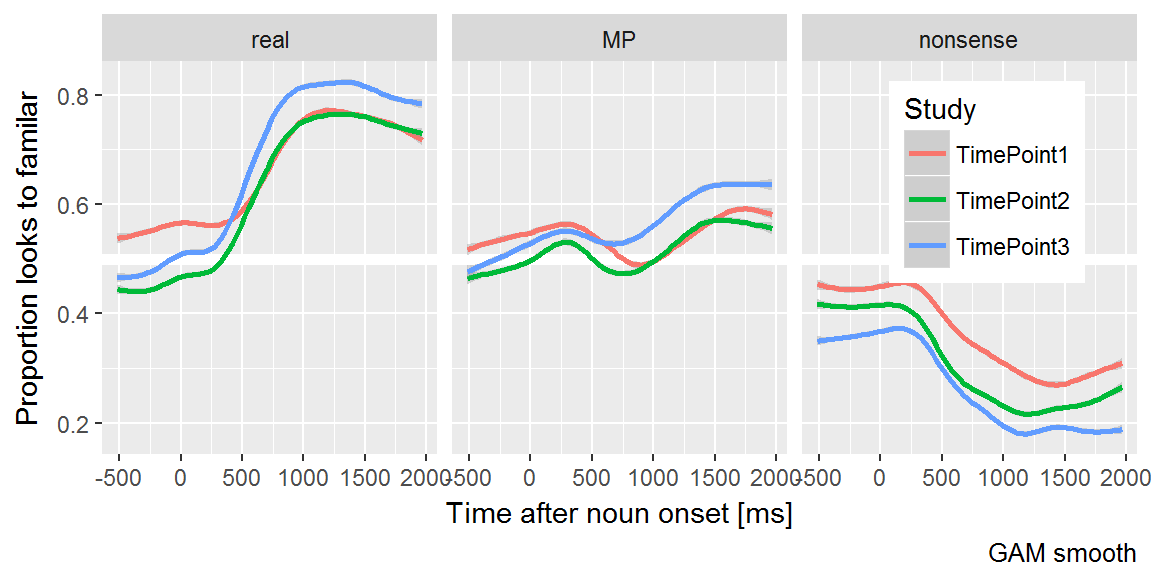 real MP nonsense
Proportion looks to familar
0.8
0.6
0.4
0.2
Study
TimePoint1
TimePoint2
TimePoint3
-500 0 500 1000 1500 2000 -500 0 500 1000 1500 2000 -500 0 500 1000 1500 2000
Time after noun onset [ms]
GAM smooth